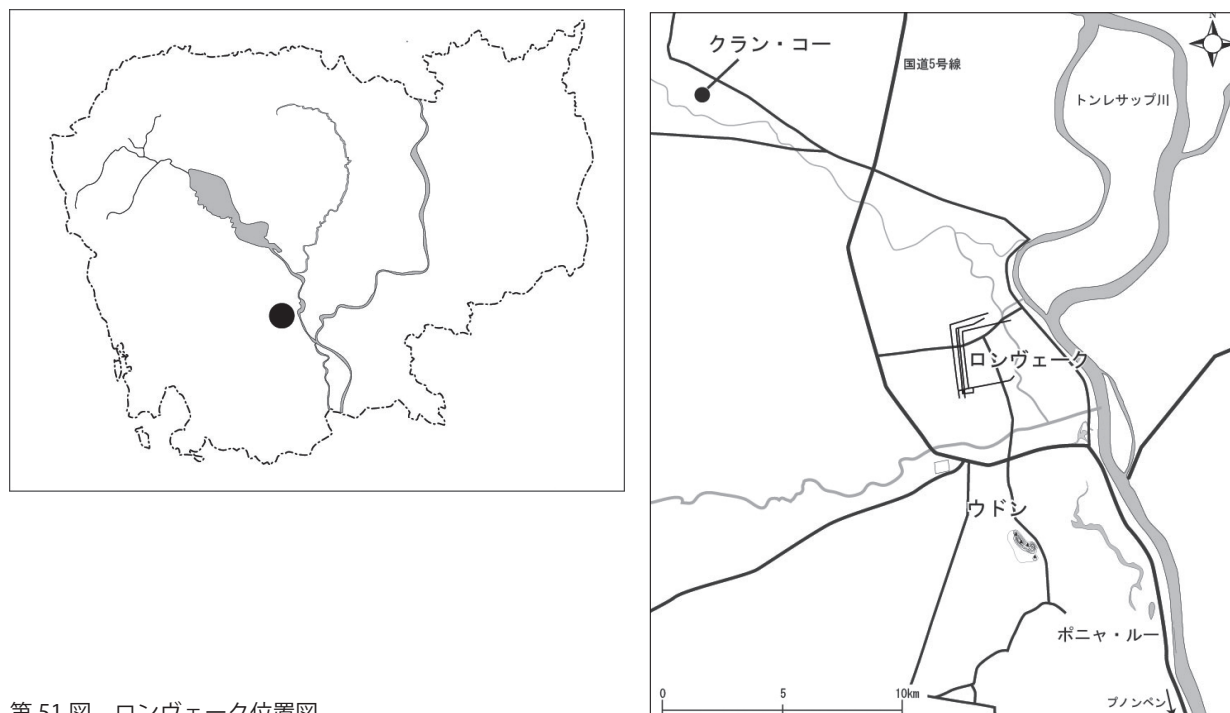 クラン・コー
国道5号線
N
トンレサップ川
ロンヴェーク
ウドン
ポニャ・ルー
0 5 10km
プノンペン
第 51 図　ロンヴェーク位置図